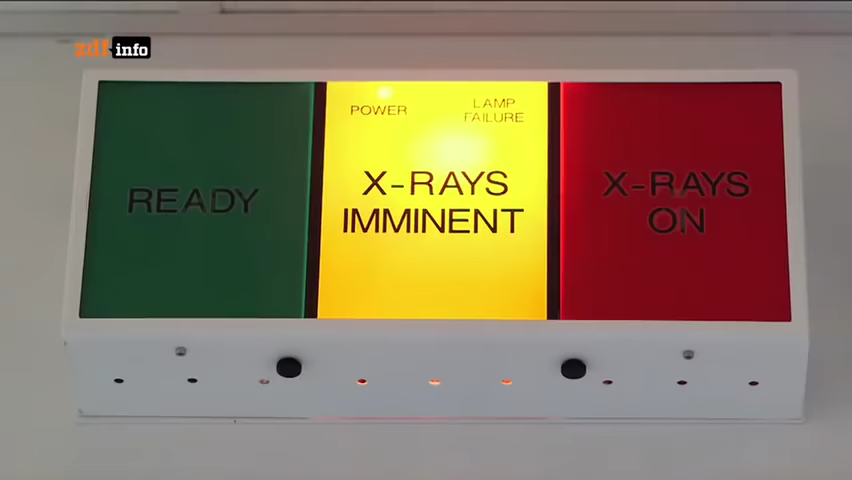 zdf info
READY
POWER
LAMP
FAILURE
X-RAYS
IMMINENT
X-RAYS
ON